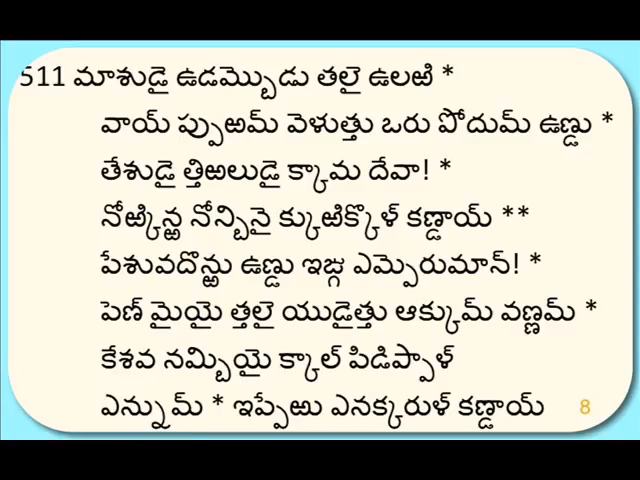 511 మాశుడై ఉడమ్బొడు తలై ఉలఱి *
వాయ్ ప్పుఱమ్ వెళుత్తు ఒరు పోదుమ్ ఉణ్డు *
తేశుడై త్తిఱలుడై క్కామ దేవా! *
నోఱ్కిన్ఱ నోన్బినై క్కుఱిక్కొళ్ కణ్డాయ్ **
పేశువదొన్ఱు ఉణ్డు ఇఙ్గ ఎమ్పెరుమాన్! *
పెణ్ మైయై త్తలై యుడైత్తు ఆక్కుమ్ వణ్ణమ్ *
కేశవ నమ్బియై క్కాల్ పిడిప్పాళ్
ఎన్నుమ్ * ఇప్పేఱు ఎనక్కరుళ్ కణ్డాయ్ 8